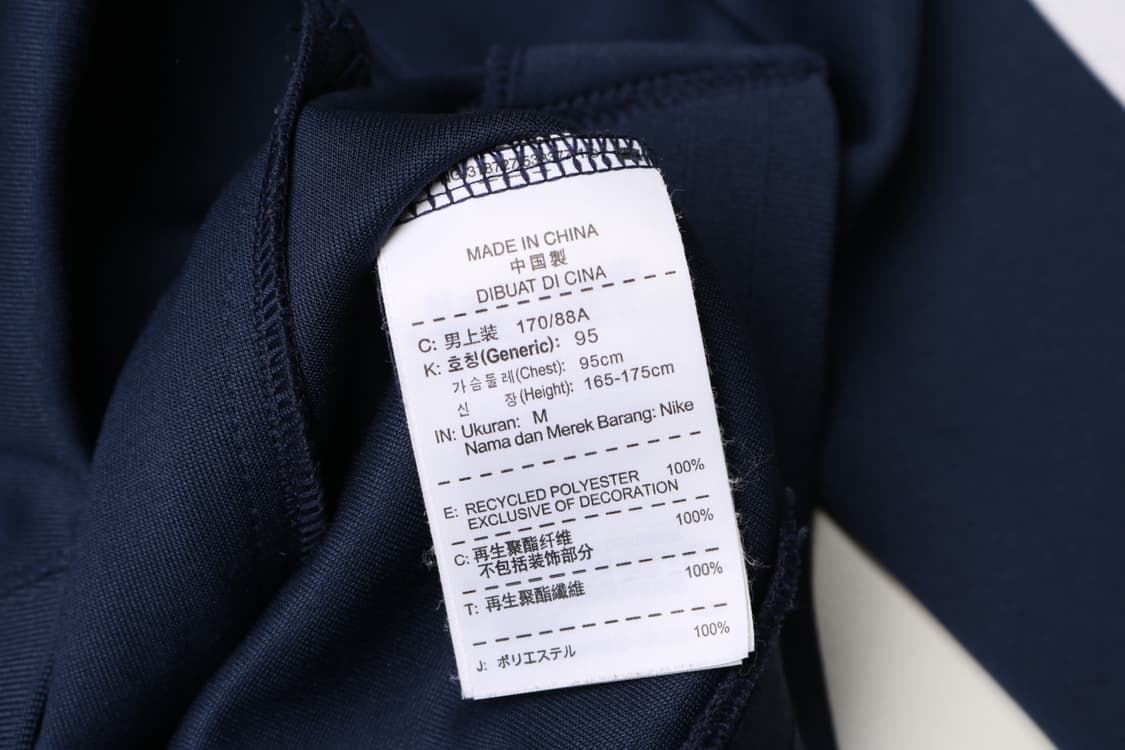 MADE IN CHINA
中国製
DIBUAT DI CINA
C: 男上装 170/88A
K: 호칭(Generic): 95
가슴둘레(Chest): 95cm
신 장(Height): 165-175cm
IN: Ukuran: M
Nama dan Merek Barang: Nike
E: RECYCLED POLYESTER 100%
EXCLUSIVE OF DECORATION
C: 再生聚酯纤维 100%
不包括装饰部分
T: 再生聚酯纖維 100%
J: ポリエステル 100%